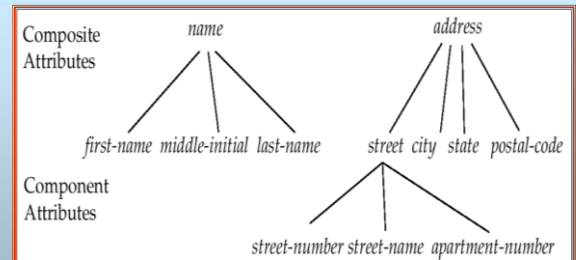 Composite name address
Attributes
first-name middle-initial last-name street city state postal-code
Component
Attributes
street-number street-name apartment-number